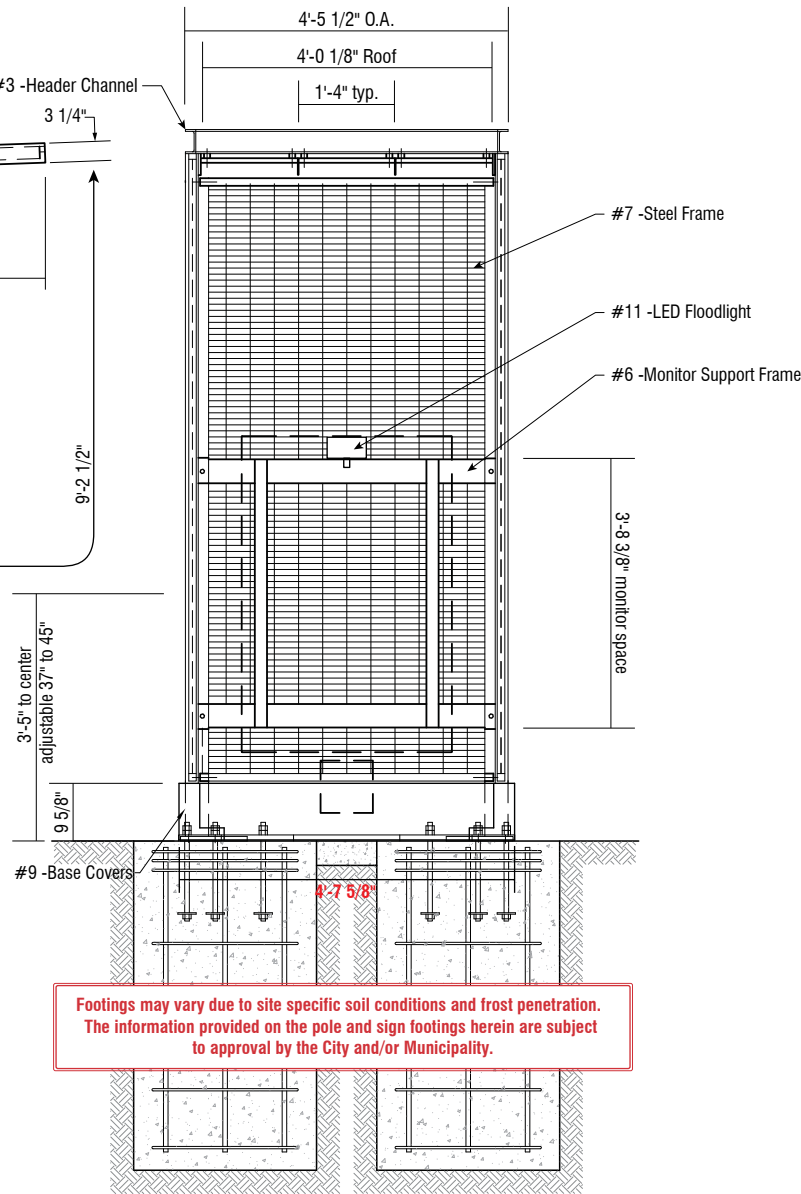 4'-5 1/2" O.A.
4'-0 1/8" Roof
#3 -Header Channel
1'-4" typ.
3 1/4"
#7 -Steel Frame
#11 -LED Floodlight
#6 -Monitor Support Frame
9'-2 1/2"
3'-8 3/8" monitor space
3'-5" to center
adjustable 37" to 45"
9 5/8"
#9 -Base Covers
4'-7 5/8"
Footings may vary due to site specific soil conditions and frost penetration.
The information provided on the pole and sign footings herein are subject
to approval by the City and/or Municipality.